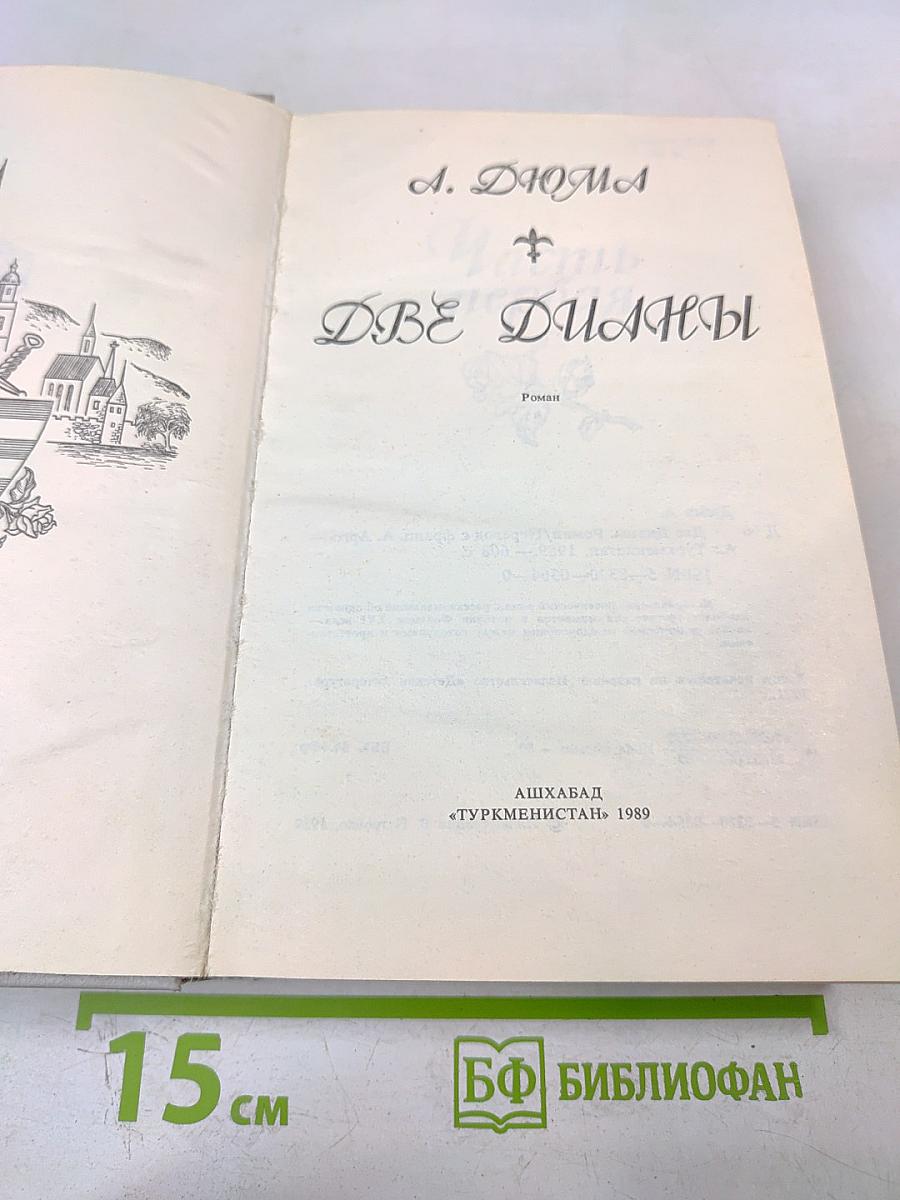 А. ДЮМА
ДВЕ ДИАНЫ
Роман
АШХАБАД
«ТУРКМЕНИСТАН» 1989
15 см
БФ БИБЛИОФАН